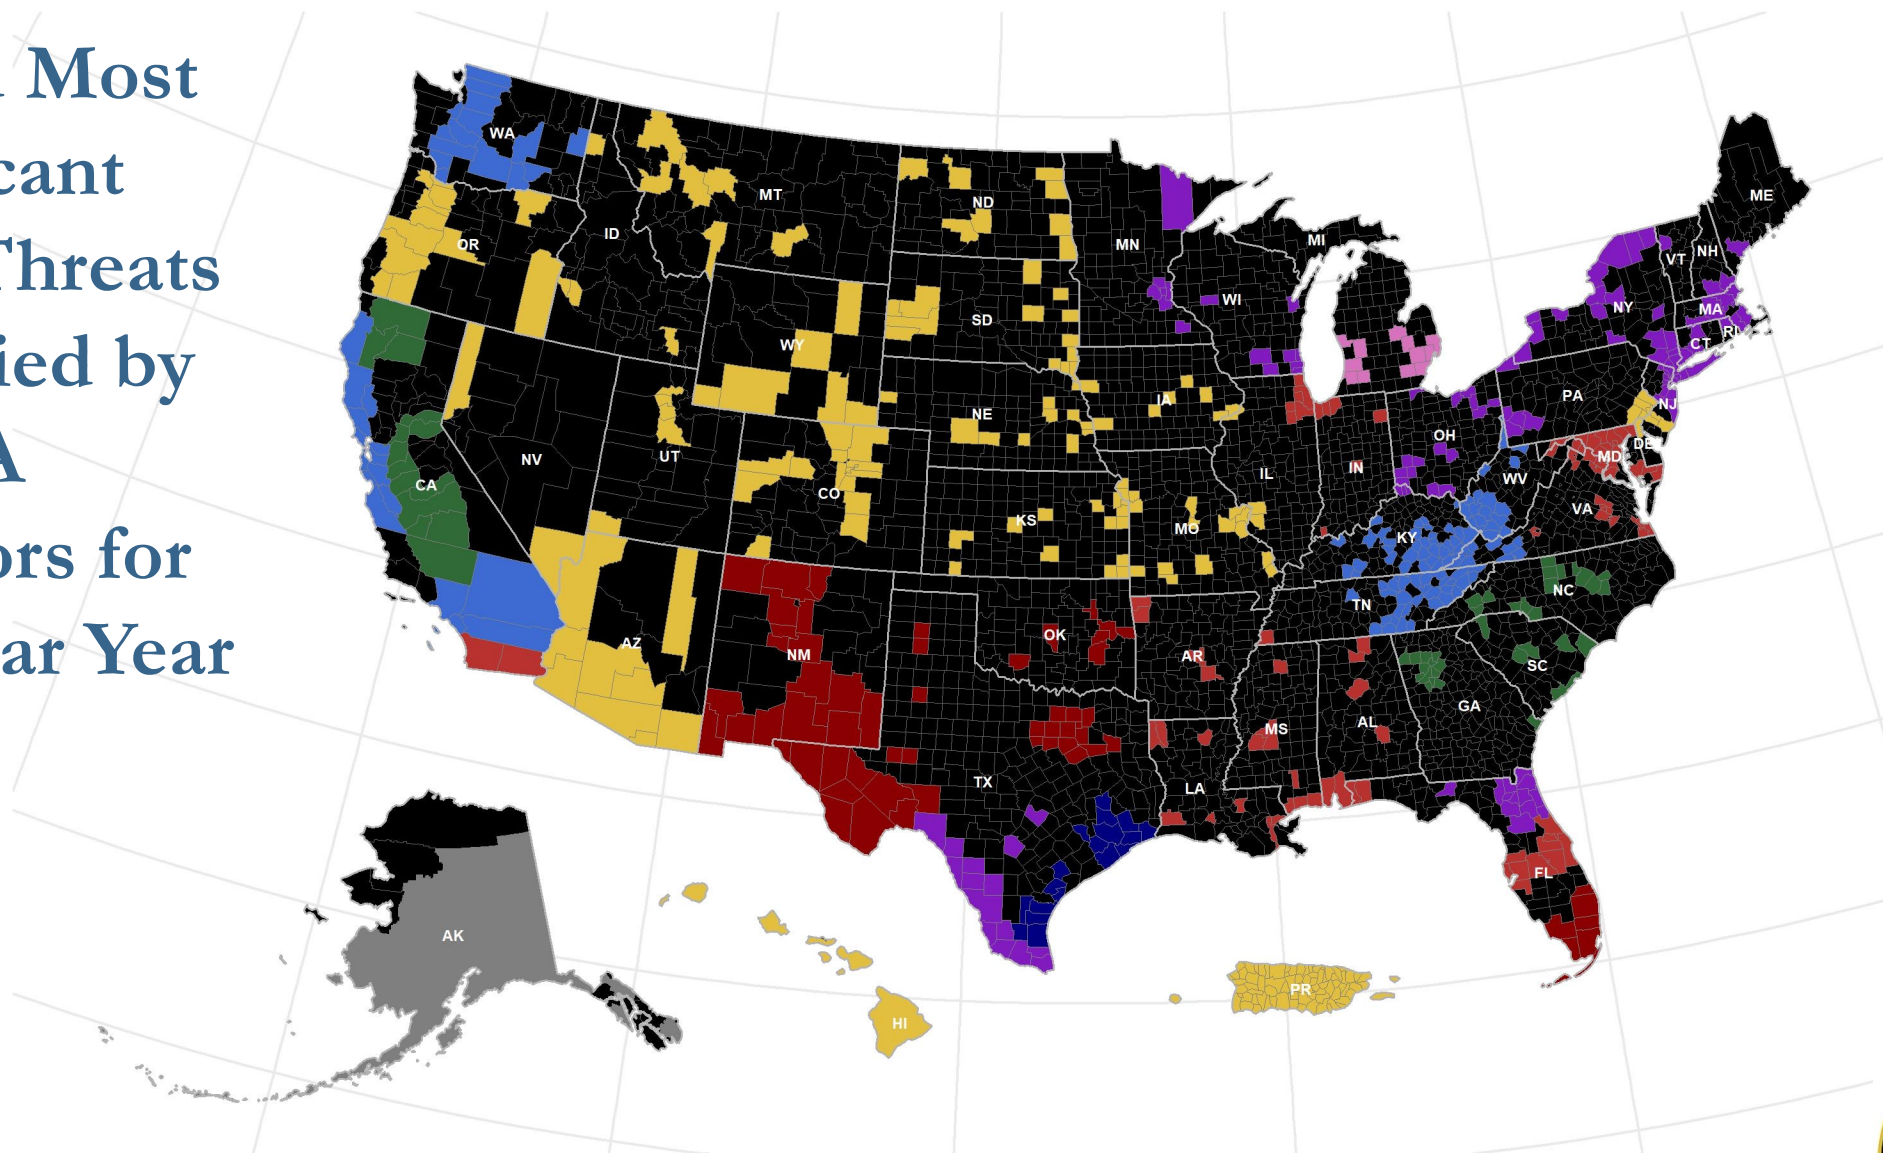 Most
cant
Threats
ied by
A
ors for
ar Year
WA
OR
CA
ID
NV
MT
WY
UT
AZ
CO
NM
ND
SD
NE
KS
OK
TX
MN
IA
MO
AR
LA
WI
IL
MS
MI
IN
KY
TN
AL
OH
WV
GA
FL
SC
NC
VA
MD
DE
PA
NJ
NY
CT
RI
MA
VT
NH
ME
AK
HI
PR